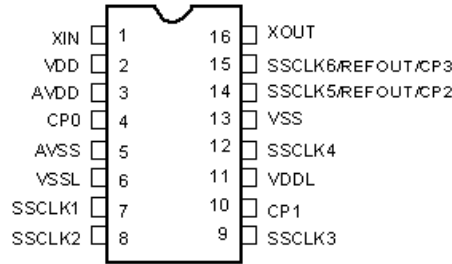 XIN 1 16 XOUT
VDD 2 15 SSCLK6/REFOUT/CP3
AVDD 3 14 SSCLK5/REFOUT/CP2
CP0 4 13 VSS
AVSS 5 12 SSCLK4
VSSL 6 11 VDDL
SSCLK1 7 10 CP1
SSCLK2 8 9 SSCLK3